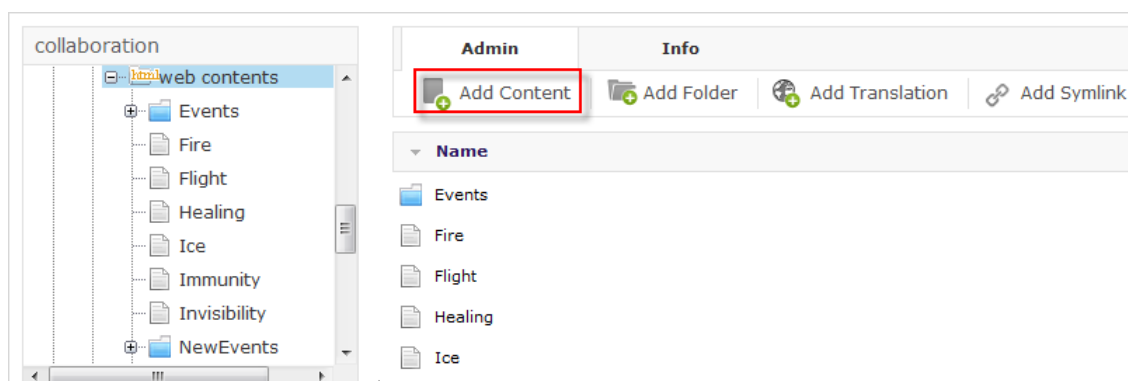 collaboration
html web contents
Events
Fire
Flight
Healing
Ice
Immunity
Invisibility
NewEvents
Admin Info
Add Content Add Folder Add Translation Add Symlink
Name
Events
Fire
Flight
Healing
Ice